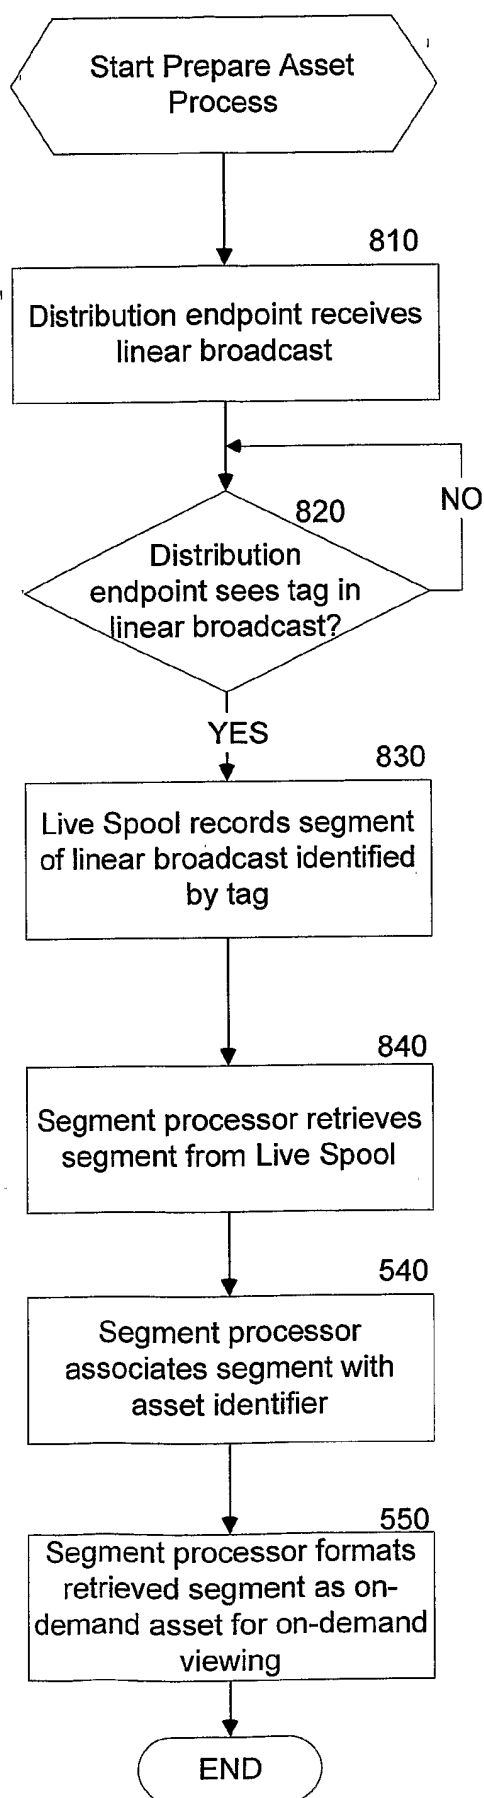 Start Prepare Asset
Process
810
Distribution endpoint receives
linear broadcast
820
NO
Distribution
endpoint sees tag in
linear broadcast?
YES
830
Live Spool records segment
of linear broadcast identified
by tag
840
Segment processor retrieves
segment from Live Spool
540
Segment processor
associates segment with
asset identifier
550
Segment processor formats
retrieved segment as on-
demand asset for on-demand
viewing
END